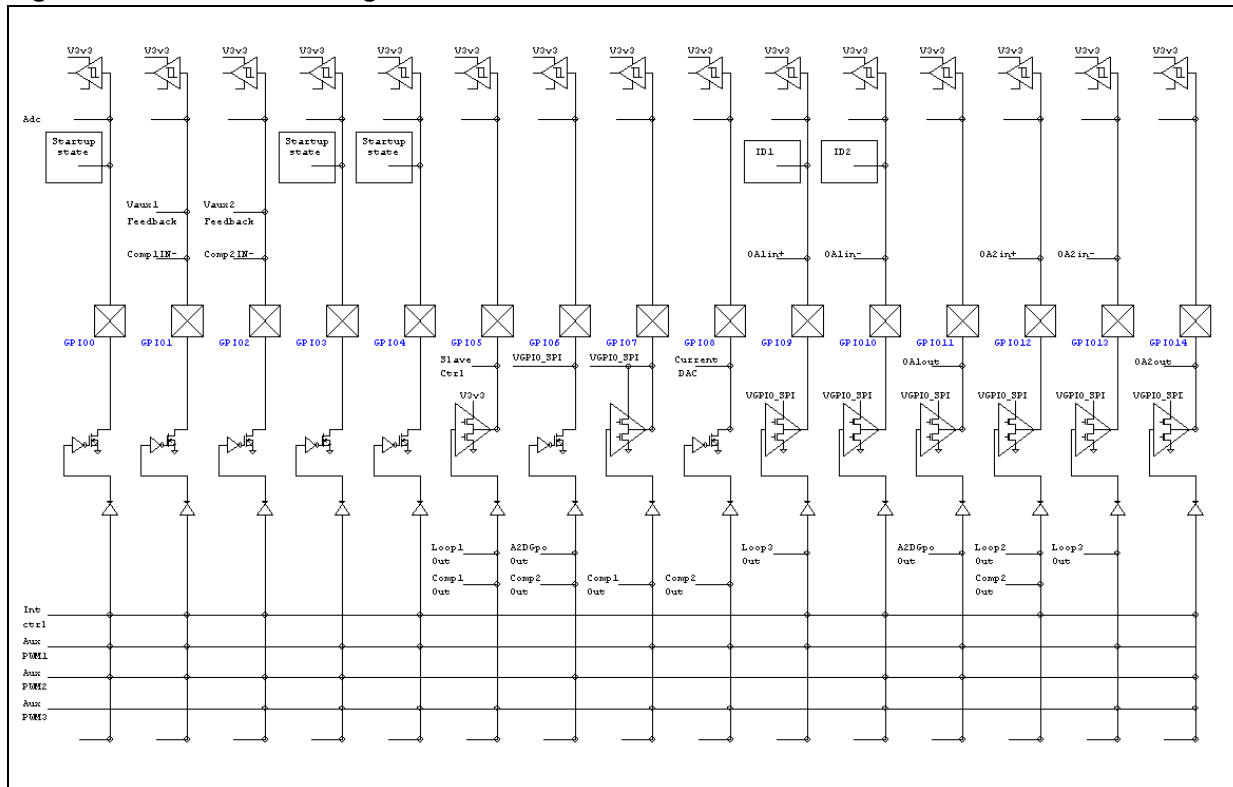 V3v3 V3v3 V3v3 V3v3 V3v3 V3v3 V3v3 V3v3 V3v3 V3v3 V3v3 V3v3 V3v3 V3v3 V3v3
Adc
Startup Startup Startup ID1 ID2
state state state
Vaux1 Vaux2
Feedback Feedback
Comp1IN- Comp2IN- OA1in+ OA1in- OA2in+ OA2in-
GPIO0 GPIO1 GPIO2 GPIO3 GPIO4 GPIO5 GPIO6 GPIO7 GPIO8 GPIO9 GPIO10 GPIO11 GPIO12 GPIO13 GPIO14
Slave VGPIO_SPI VGPIO_SPI Current OA1out OA2out
Ctrl DAC
V3v3 VGPIO_SPI VGPIO_SPI VGPIO_SPI VGPIO_SPI VGPIO_SPI VGPIO_SPI
Loop1 A2DGpo Loop3 A2DGpo Loop2 Loop3
Out Out Out Out Out Out
Comp1 Comp2 Comp1 Comp2 Comp2
Out Out Out Out Out
Int
ctrl
Aux
PWM1
Aux
PWM2
Aux
PWM3